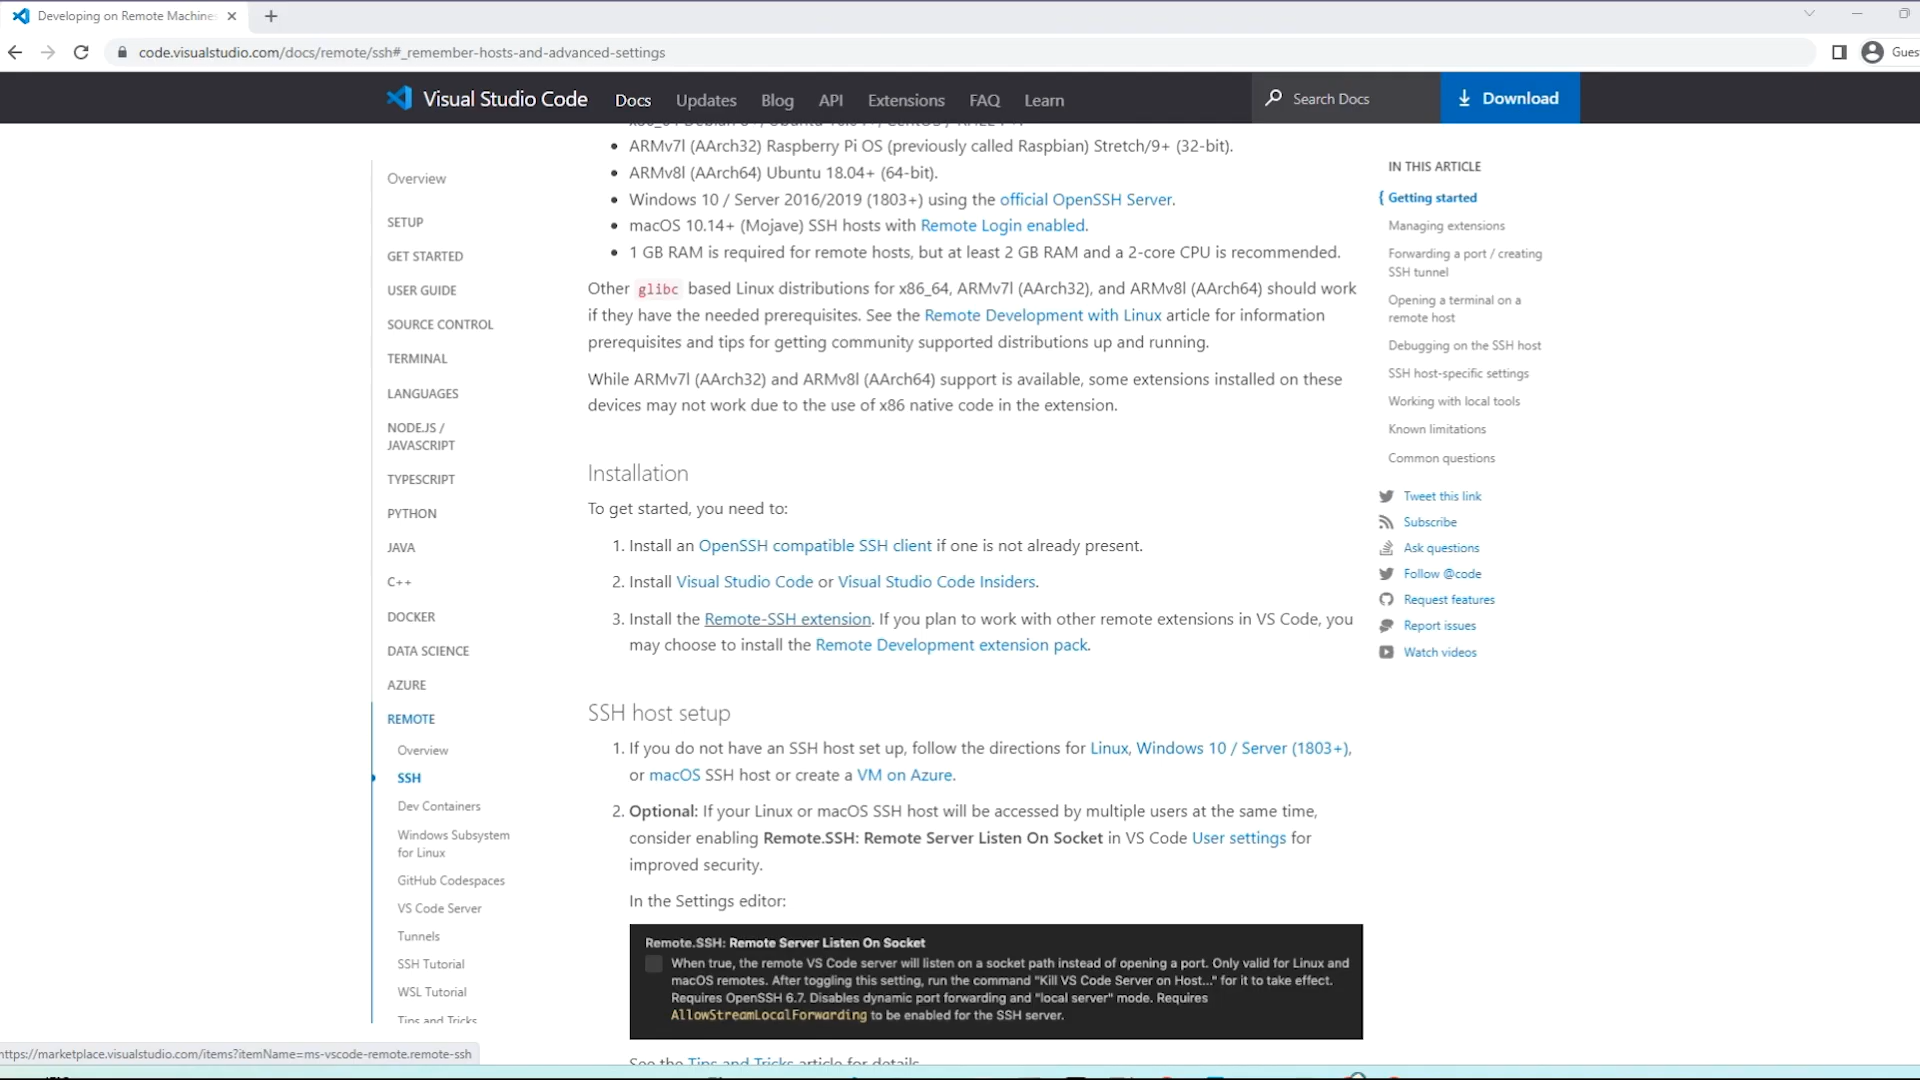 Developing on Remote Machines
code.visualstudio.com/docs/remote/ssh#_remember-hosts-and-advanced-settings
Visual Studio Code
Docs
Updates
Blog
API
Extensions
FAQ
Learn
Search Docs
Download
Overview
SETUP
GET STARTED
USER GUIDE
SOURCE CONTROL
TERMINAL
LANGUAGES
NODE.JS /
JAVASCRIPT
TYPESCRIPT
PYTHON
JAVA
C++
DOCKER
DATA SCIENCE
AZURE
REMOTE
Overview
SSH
Dev Containers
Windows Subsystem
for Linux
GitHub Codespaces
VS Code Server
Tunnels
SSH Tutorial
WSL Tutorial
Tips and Tricks
• ARMv7l (AArch32) Raspberry Pi OS (previously called Raspbian) Stretch/9+ (32-bit).
• ARMv8l (AArch64) Ubuntu 18.04+ (64-bit).
• Windows 10 / Server 2016/2019 (1803+) using the official OpenSSH Server.
• macOS 10.14+ (Mojave) SSH hosts with Remote Login enabled.
• 1 GB RAM is required for remote hosts, but at least 2 GB RAM and a 2-core CPU is recommended.
Other glibc based Linux distributions for x86_64, ARMv7l (AArch32), and ARMv8l (AArch64) should work
if they have the needed prerequisites. See the Remote Development with Linux article for information
prerequisites and tips for getting community supported distributions up and running.
While ARMv7l (AArch32) and ARMv8l (AArch64) support is available, some extensions installed on these
devices may not work due to the use of x86 native code in the extension.
Installation
To get started, you need to:
1. Install an OpenSSH compatible SSH client if one is not already present.
2. Install Visual Studio Code or Visual Studio Code Insiders.
3. Install the Remote-SSH extension. If you plan to work with other remote extensions in VS Code, you
may choose to install the Remote Development extension pack.
SSH host setup
1. If you do not have an SSH host set up, follow the directions for Linux, Windows 10 / Server (1803+),
or macOS SSH host or create a VM on Azure.
2. Optional: If your Linux or macOS SSH host will be accessed by multiple users at the same time,
consider enabling Remote.SSH: Remote Server Listen On Socket in VS Code User settings for
improved security.
In the Settings editor:
Remote.SSH: Remote Server Listen On Socket
When true, the remote VS Code server will listen on a socket path instead of opening a port. Only valid for Linux and
macOS remotes. After toggling this setting, run the command "Kill VS Code Server on Host..." for it to take effect.
Requires OpenSSH 6.7. Disables dynamic port forwarding and "local server" mode. Requires
AllowStreamLocalForwarding to be enabled for the SSH server.
See the Tips and Tricks article for details.
IN THIS ARTICLE
Getting started
Managing extensions
Forwarding a port / creating
SSH tunnel
Opening a terminal on a
remote host
Debugging on the SSH host
SSH host-specific settings
Working with local tools
Known limitations
Common questions
Tweet this link
Subscribe
Ask questions
Follow @code
Request features
Report issues
Watch videos
https://marketplace.visualstudio.com/items?itemName=ms-vscode-remote.remote-ssh